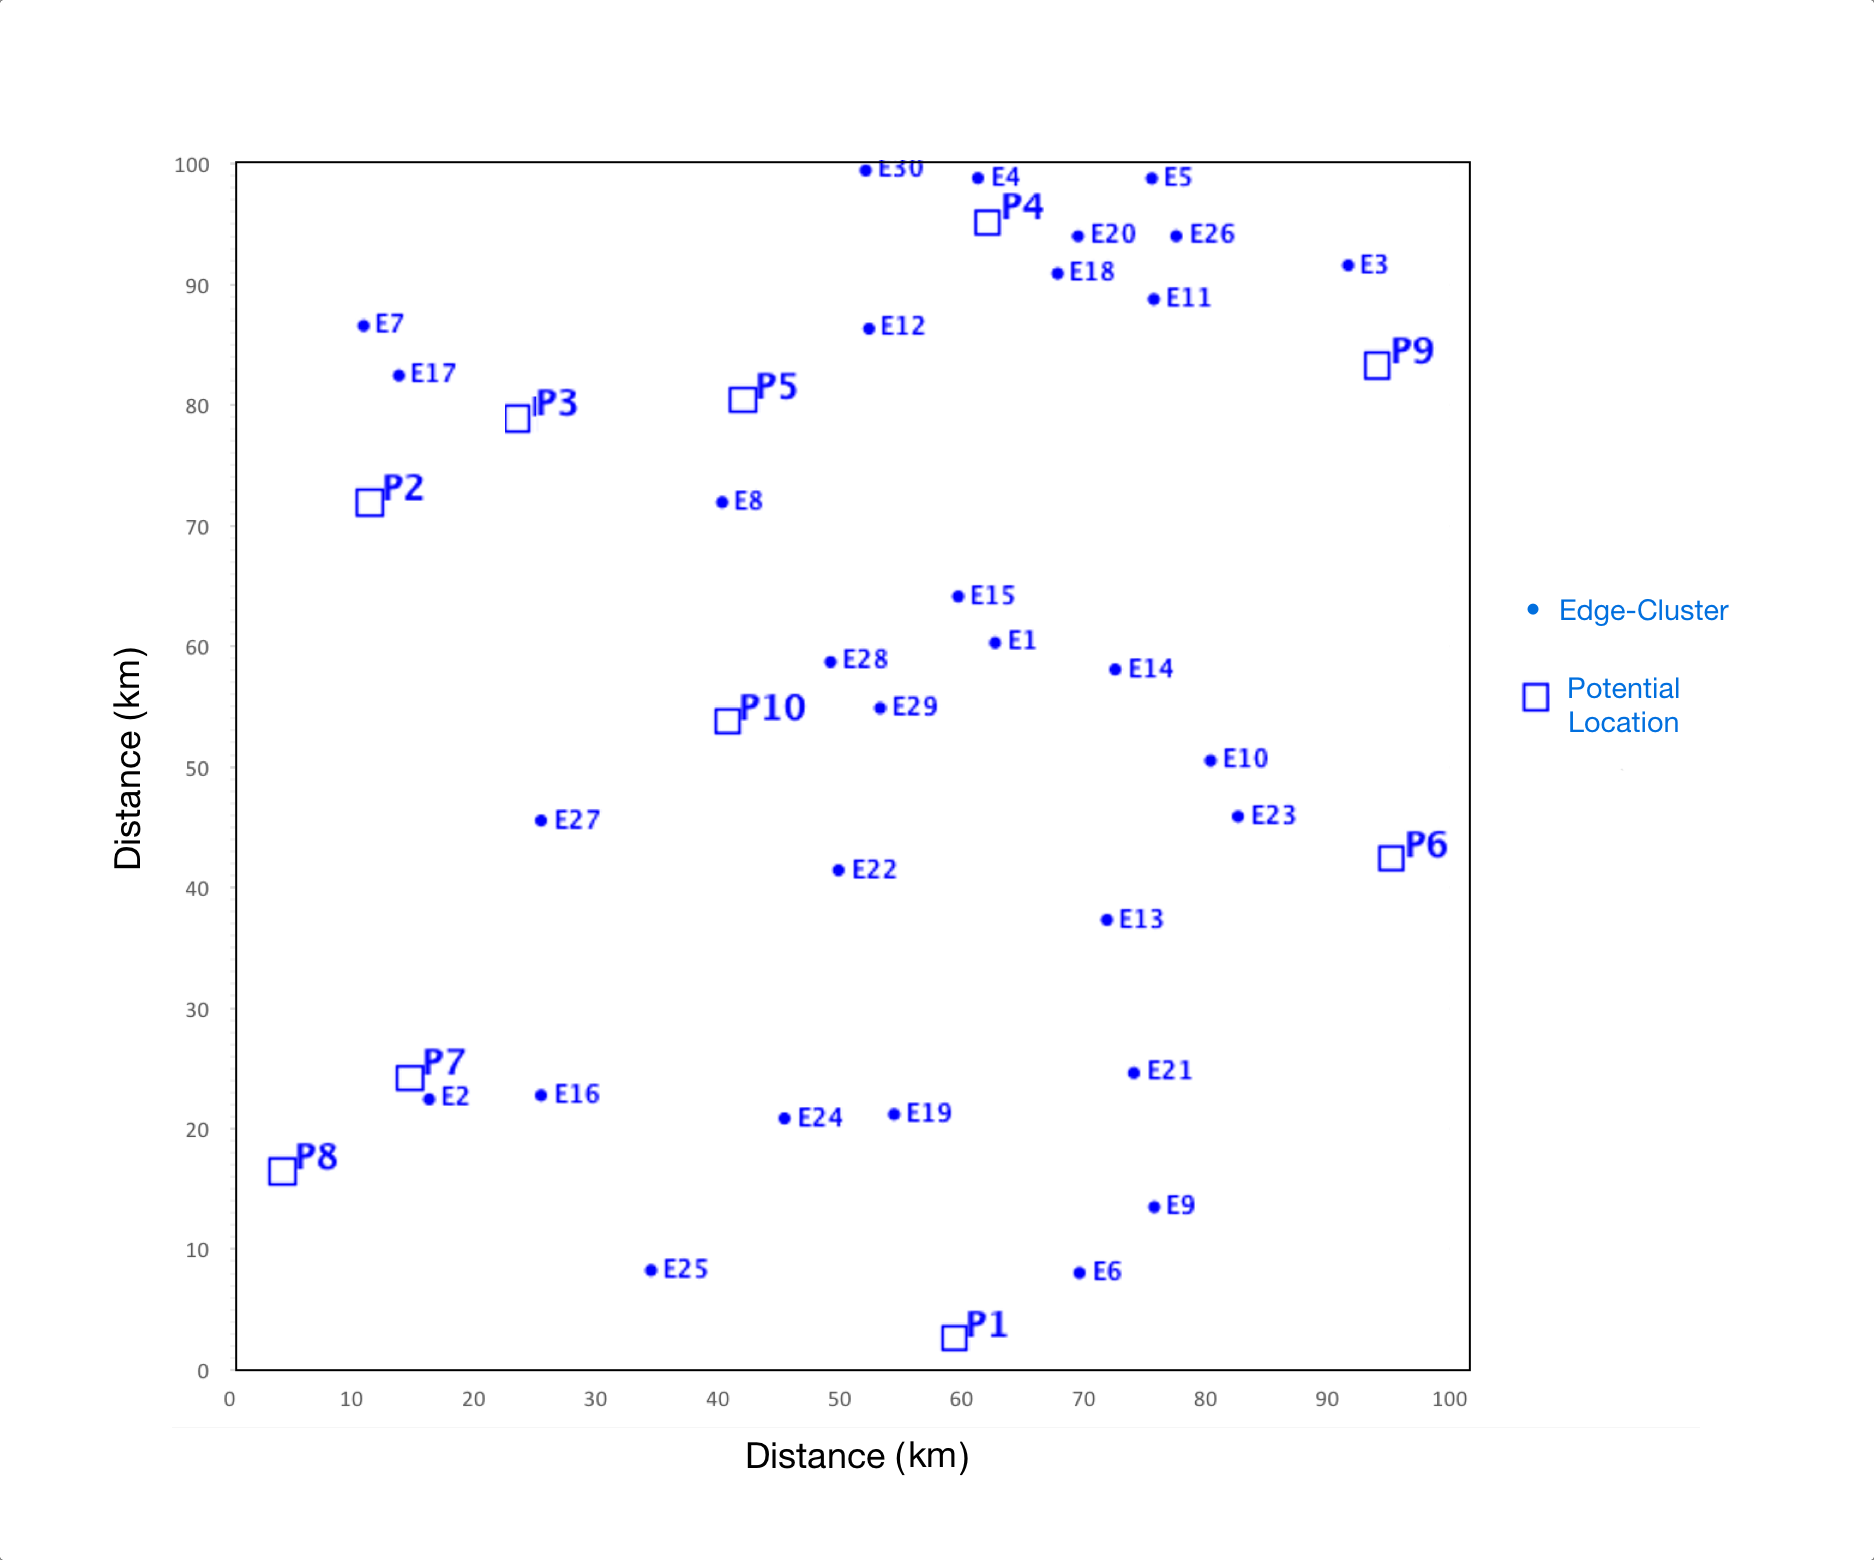 100
E30
E4
E5
P4
E20
E26
E3
E18
90
E11
E7
E12
P9
E17
P5
80
P3
P2
E8
70
E15
Edge-Cluster
60
E1
E28
E14
Potential
Location
P10
E29
50
E10
E27
E23
P6
Distance (km)
40
E22
E13
30
P7
E21
E2
E16
20
E24
E19
P8
E9
10
E25
E6
P1
0
0 10 20 30 40 50 60 70 80 90 100
Distance (km)